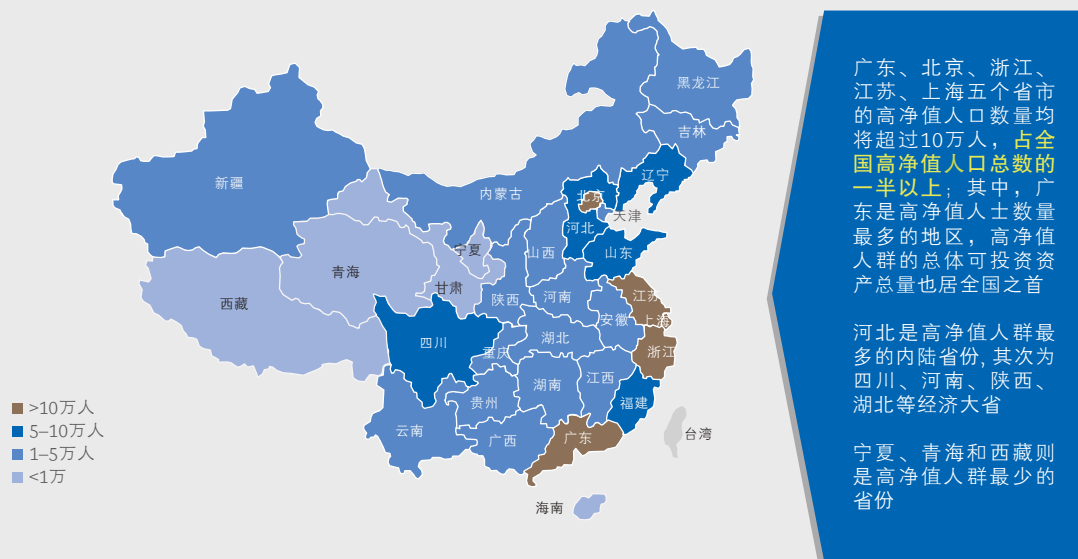 黑龙江
吉林
辽宁
新疆
内蒙古
北京
天津
河北
宁夏
山西
山东
青海
甘肃
西藏
陕西
河南
江苏
安徽
上海
四川
湖北
重庆
浙江
湖南
江西
贵州
福建
云南
广西
广东
台湾
海南
>10万人
5–10万人
1–5万人
<1万
广东、北京、浙江、
江苏、上海五个省市
的高净值人口数量均
将超过10万人，占全
国高净值人口总数的
一半以上；其中，广
东是高净值人士数量
最多的地区，高净值
人群的总体可投资资
产总量也居全国之首
河北是高净值人群最
多的内陆省份, 其次为
四川、河南、陕西、
湖北等经济大省
宁夏、青海和西藏则
是高净值人群最少的
省份